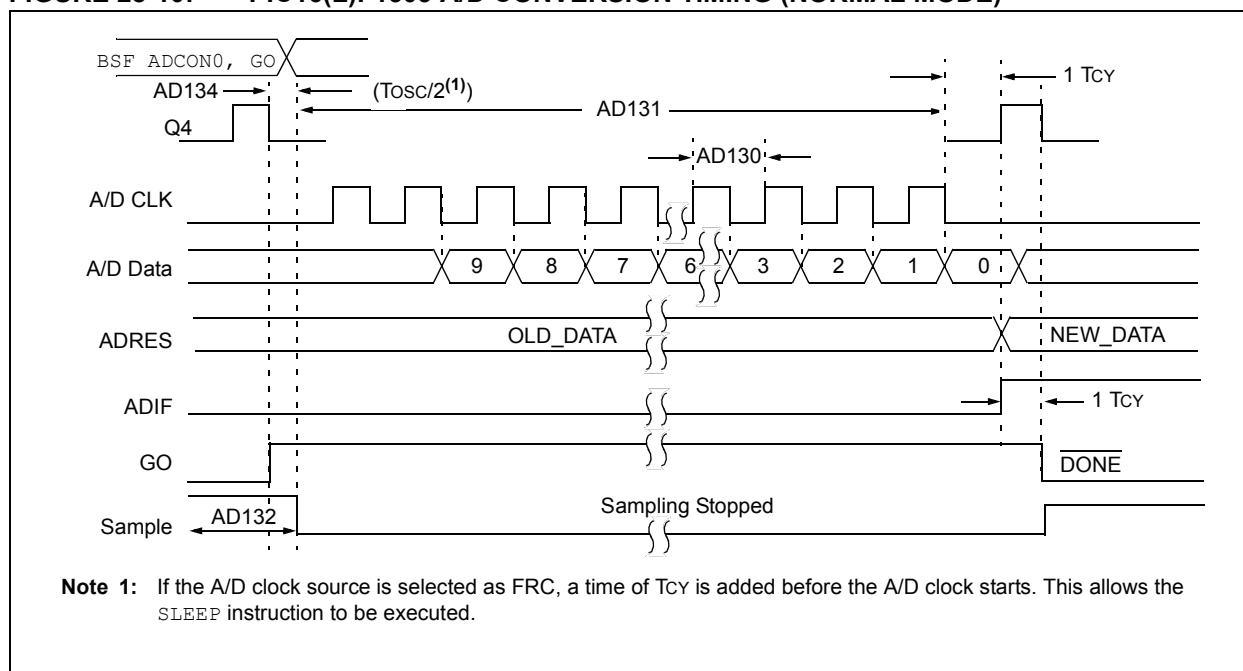 BSF ADCON0, GO
AD134
(TOSC/2(1))
AD131
1 TCY
Q4
AD130
A/D CLK
A/D Data
9 8 7 6 3 2 1 0
ADRES
OLD_DATA
NEW_DATA
ADIF
1 TCY
GO
DONE
Sample
AD132
Sampling Stopped
Note 1: If the A/D clock source is selected as FRC, a time of TCY is added before the A/D clock starts. This allows the
SLEEP instruction to be executed.